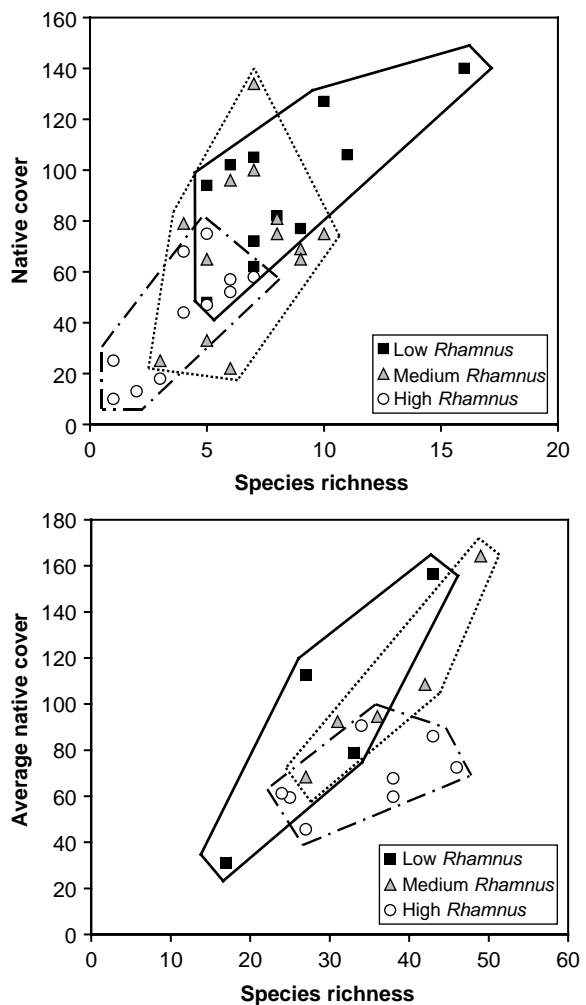 160
140
120
100
80
60
40
20
0
Native cover
Low Rhamnus
Medium Rhamnus
High Rhamnus
0 5 10 15 20
Species richness
180
160
140
120
100
80
60
40
20
0
Average native cover
Low Rhamnus
Medium Rhamnus
High Rhamnus
0 10 20 30 40 50 60
Species richness